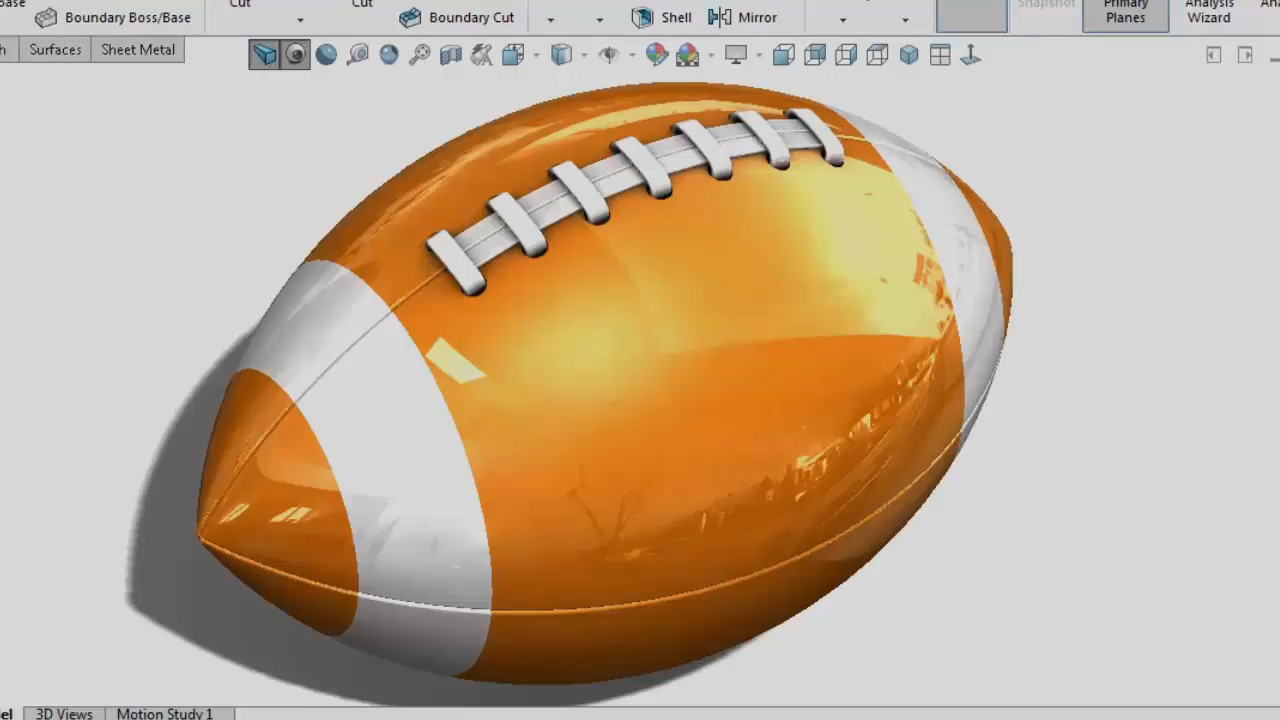 Base Cut Cut Snapshot Primary Analysis
Boundary Boss/Base Boundary Cut Shell Mirror Planes Wizard
Surfaces Sheet Metal
3D Views Motion Study 1